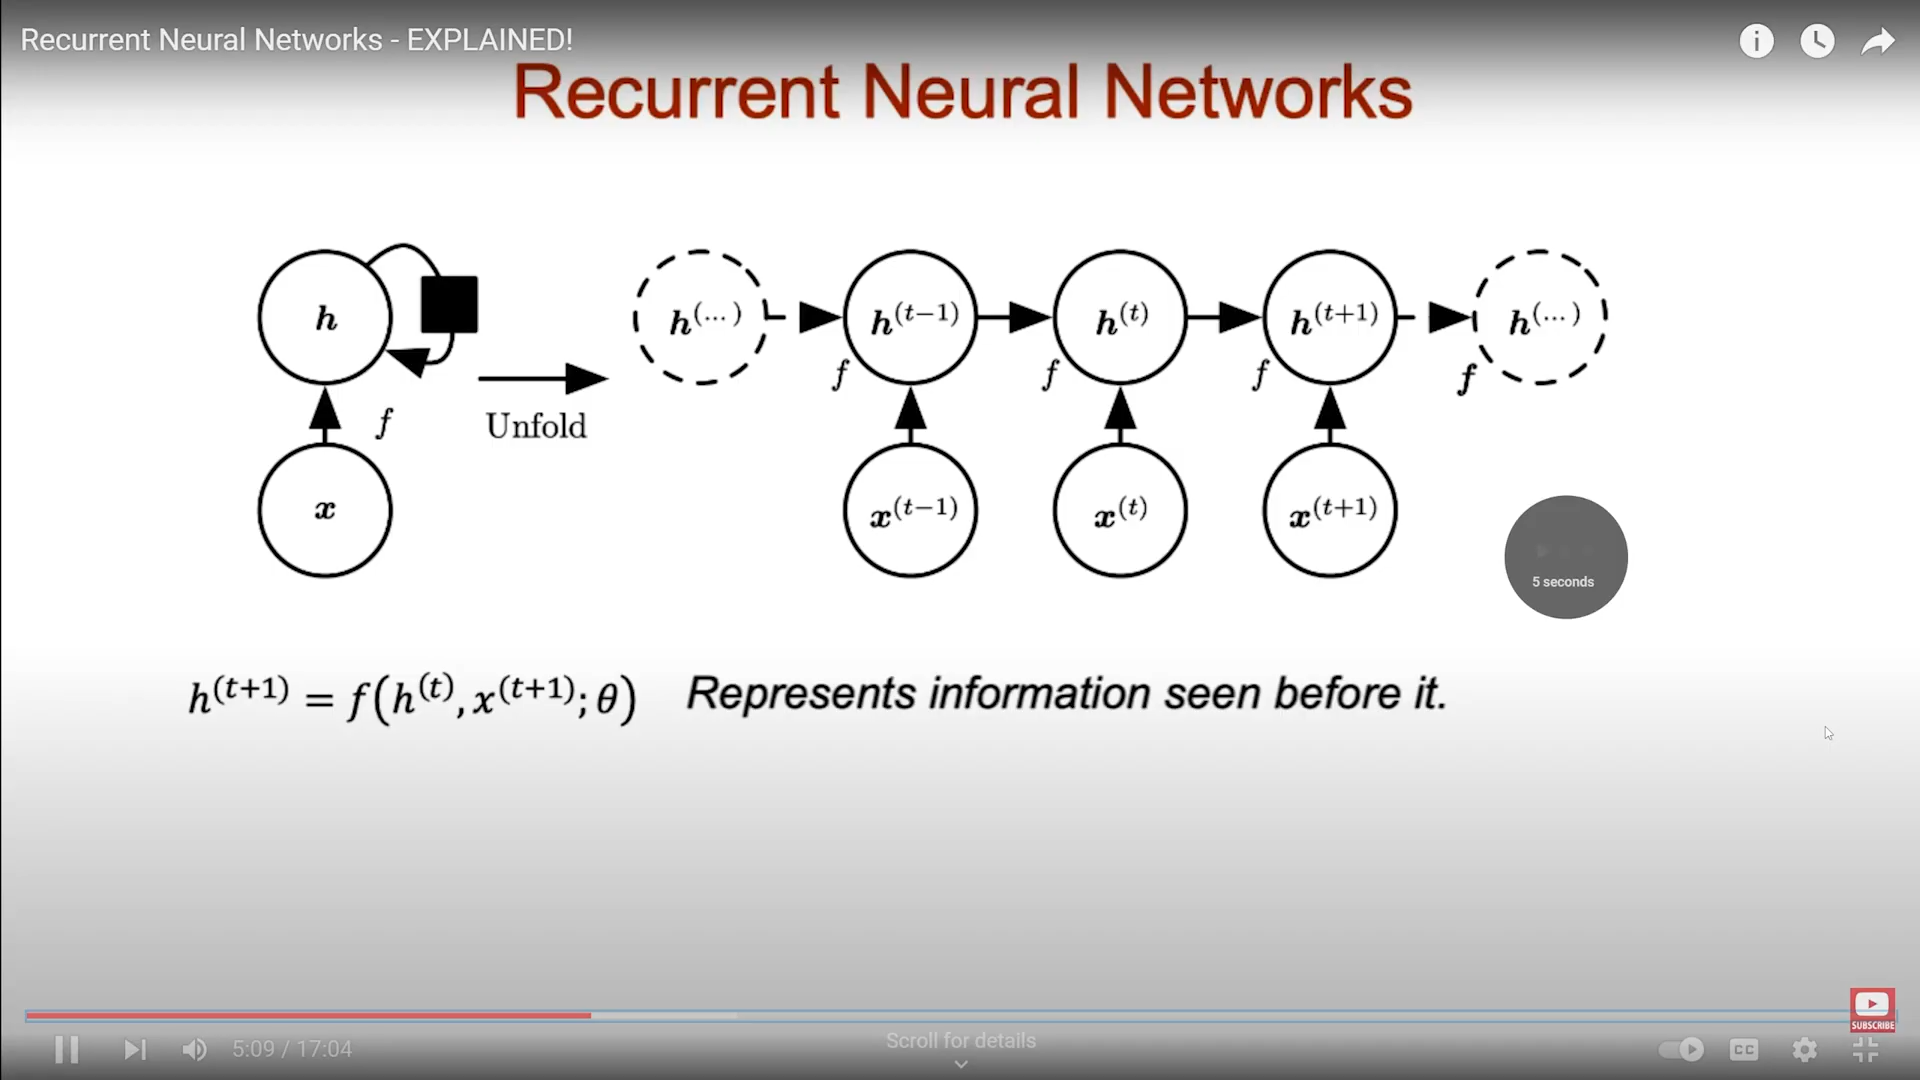 Recurrent Neural Networks - EXPLAINED!
Recurrent Neural Networks
h
h^(...)
h^(t−1)
h^(t)
h^(t+1)
h^(...)
f
f
f
f
f
Unfold
x
x^(t−1)
x^(t)
x^(t+1)
5 seconds
h^(t+1) = f(h^(t), x^(t+1); θ) Represents information seen before it.
SUBSCRIBE
5:09 / 17:04
Scroll for details
CC